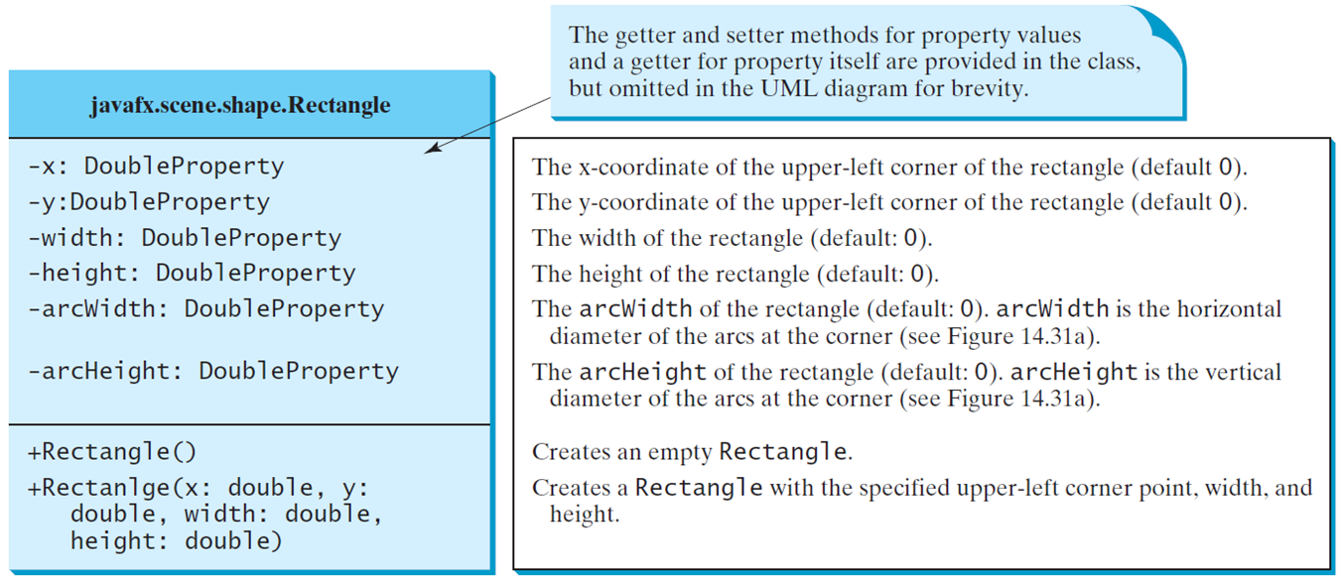 The getter and setter methods for property values
and a getter for property itself are provided in the class,
but omitted in the UML diagram for brevity.
javafx.scene.shape.Rectangle
-x: DoubleProperty
The x-coordinate of the upper-left corner of the rectangle (default 0).
-y:DoubleProperty
The y-coordinate of the upper-left corner of the rectangle (default 0).
-width: DoubleProperty
The width of the rectangle (default: 0).
-height: DoubleProperty
The height of the rectangle (default: 0).
-arcWidth: DoubleProperty
The arcWidth of the rectangle (default: 0). arcWidth is the horizontal
diameter of the arcs at the corner (see Figure 14.31a).
-arcHeight: DoubleProperty
The arcHeight of the rectangle (default: 0). arcHeight is the vertical
diameter of the arcs at the corner (see Figure 14.31a).
+Rectangle()
Creates an empty Rectangle.
+Rectanlge(x: double, y:
double, width: double,
height: double)
Creates a Rectangle with the specified upper-left corner point, width, and
height.